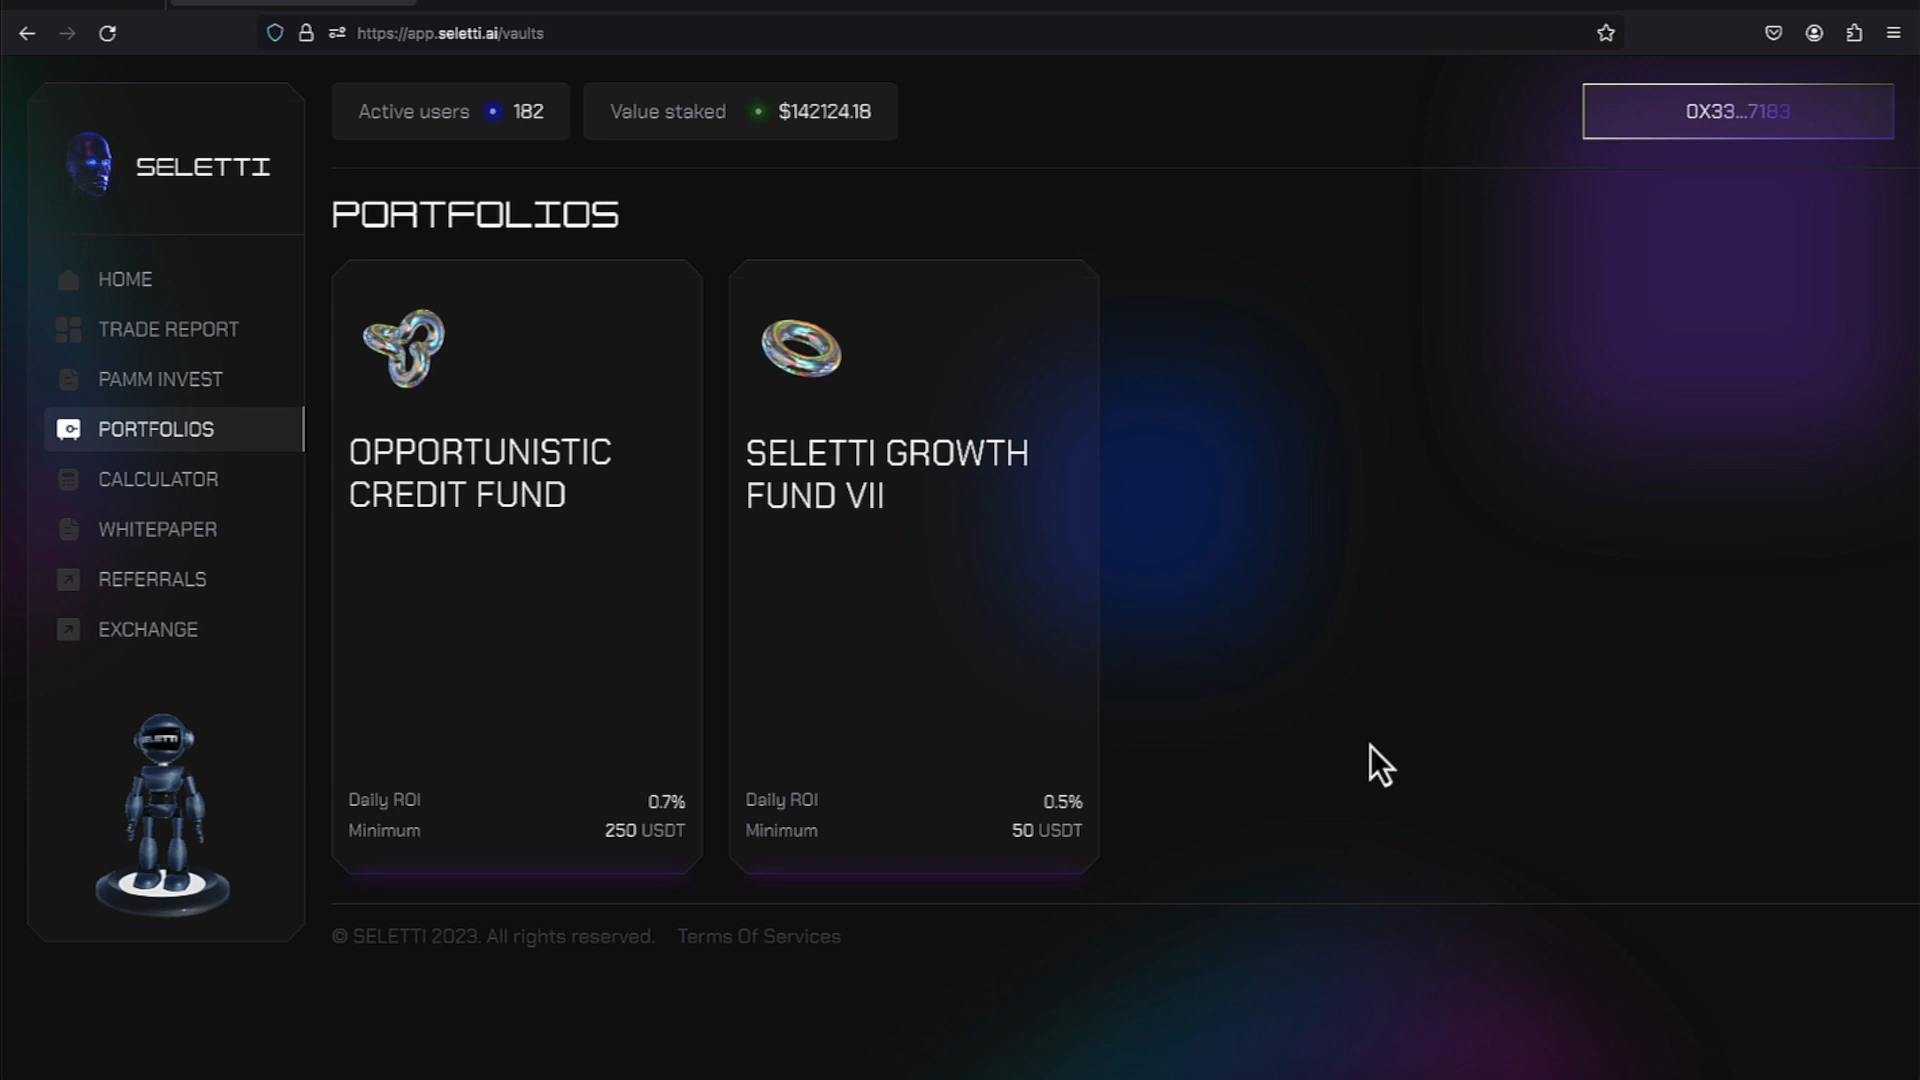 https://app.seletti.ai/vaults
Active users 182
Value staked $142124.18
0X33...7183
SELETTI
PORTFOLIOS
HOME
TRADE REPORT
PAMM INVEST
PORTFOLIOS
CALCULATOR
WHITEPAPER
REFERRALS
EXCHANGE
SELETTI
OPPORTUNISTIC
CREDIT FUND
Daily ROI 0.7%
Minimum 250 USDT
SELETTI GROWTH
FUND VII
Daily ROI 0.5%
Minimum 50 USDT
© SELETTI 2023. All rights reserved. Terms Of Services